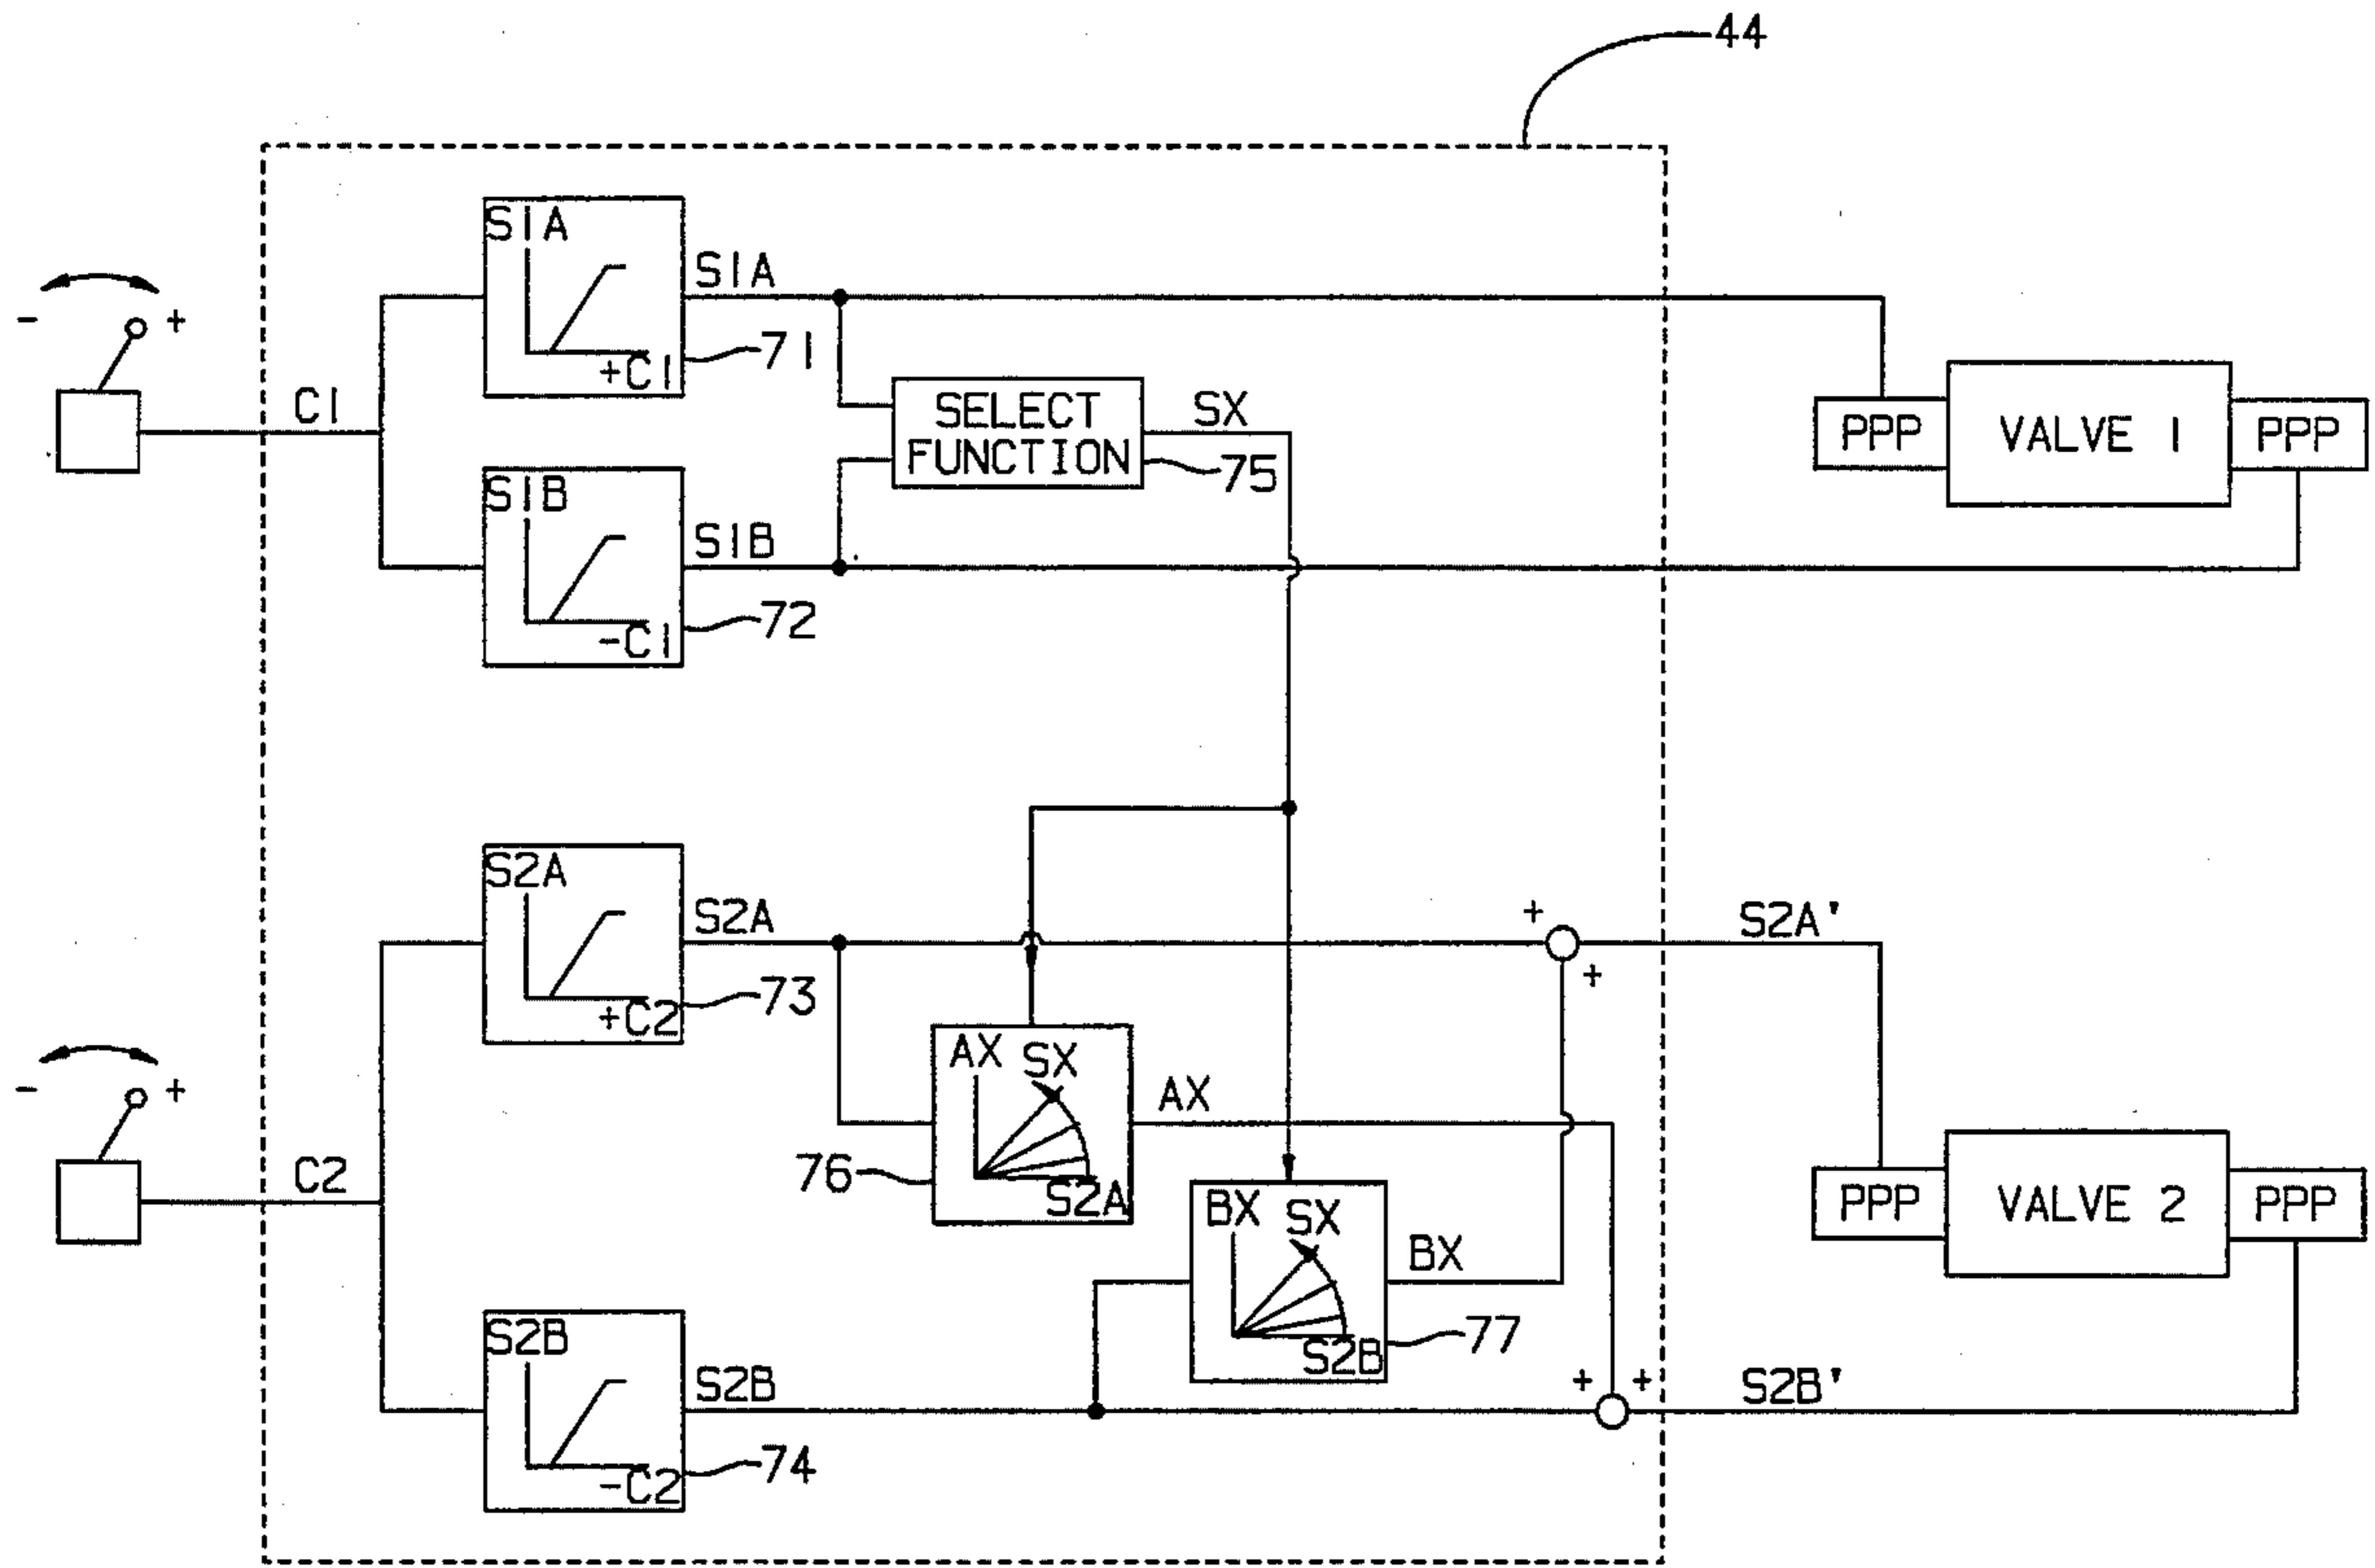 44
S1A
S1A
+C1
71
- +
C1
SELECT
FUNCTION
SX
75
PPP
VALVE 1
PPP
S1B
S1B
-C1
72
S2A
S2A
+C2
73
+
+
S2A'
- +
C2
AX
SX
S2A
AX
76
BX
SX
S2B
BX
77
PPP
VALVE 2
PPP
S2B
S2B
-C2
74
+ +
S2B'